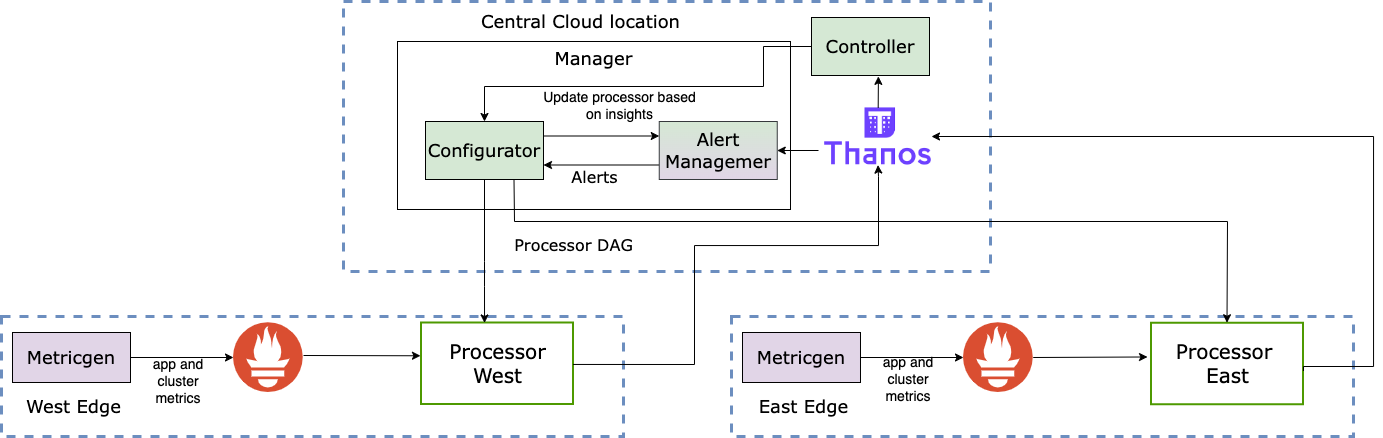 Central Cloud location
Controller
Manager
Update processor based
on insights
Configurator
Alert
Managemer
Alerts
Thanos
Processor DAG
Metricgen
app and
cluster
metrics
West Edge
Processor
West
Metricgen
app and
cluster
metrics
East Edge
Processor
East